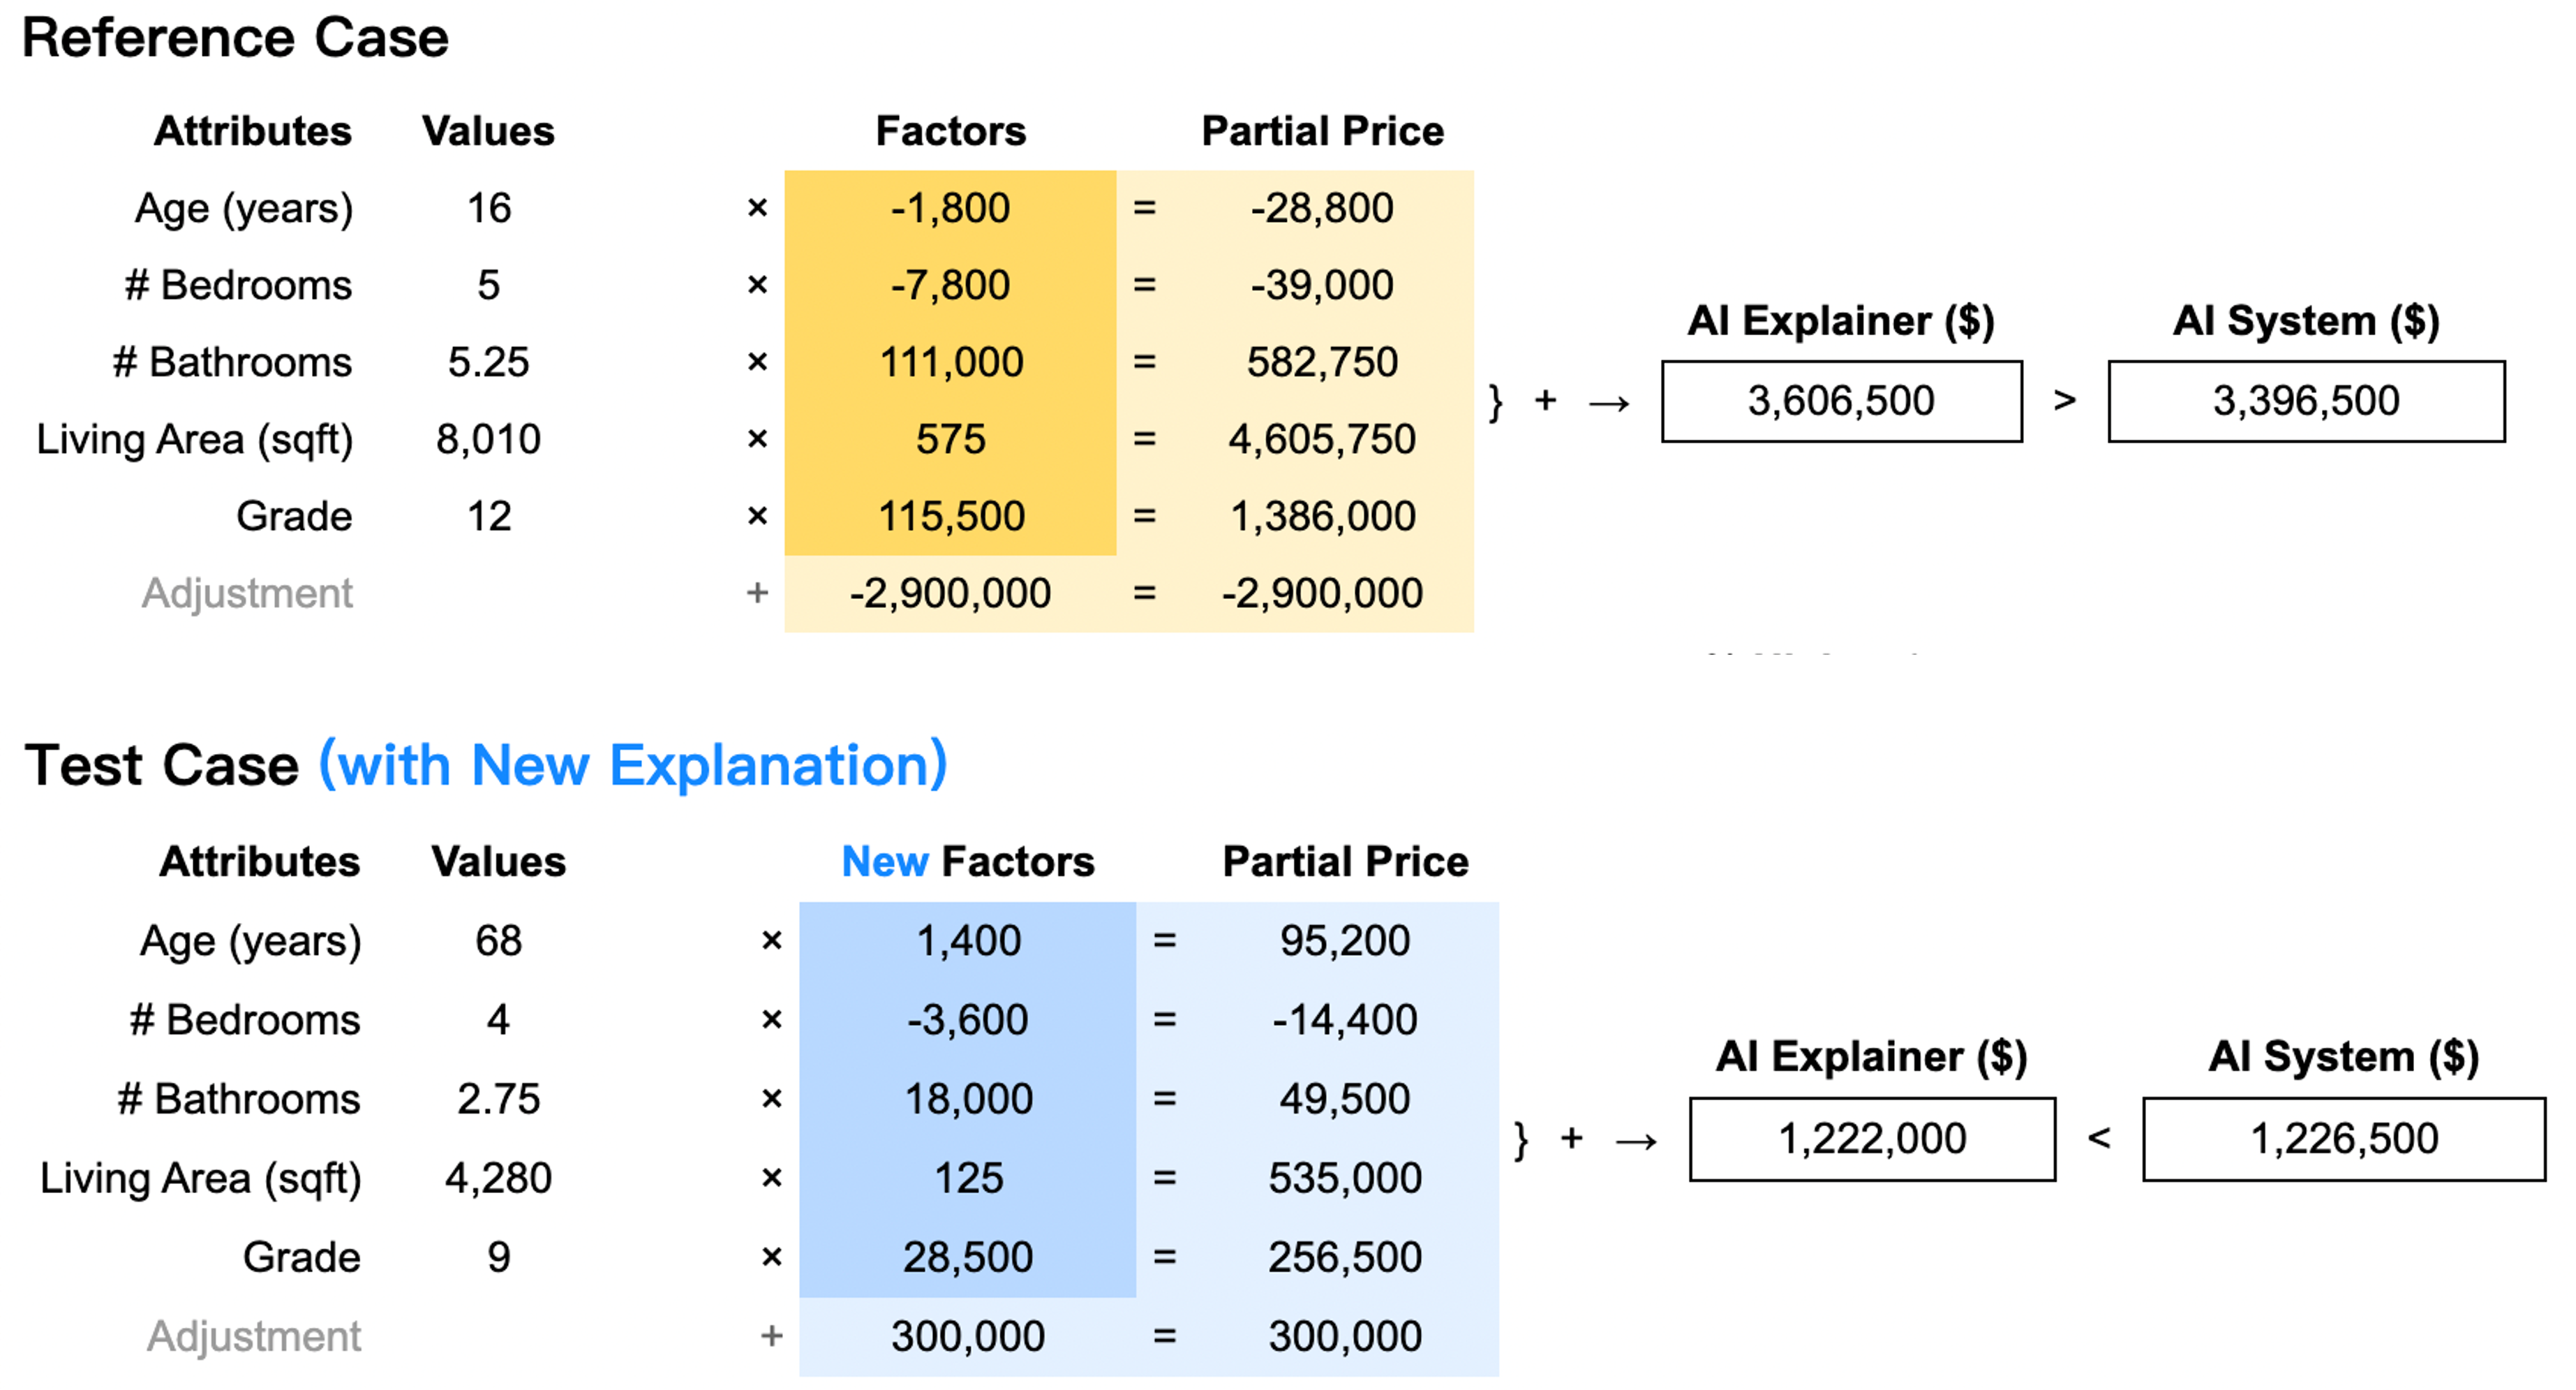 Reference Case
Attributes Values Factors Partial Price
Age (years) 16 × -1,800 = -28,800
# Bedrooms 5 × -7,800 = -39,000
# Bathrooms 5.25 × 111,000 = 582,750
Living Area (sqft) 8,010 × 575 = 4,605,750
Grade 12 × 115,500 = 1,386,000
Adjustment + -2,900,000 = -2,900,000
AI Explainer ($) AI System ($)
} + → 3,606,500 > 3,396,500
Test Case (with New Explanation)
Attributes Values New Factors Partial Price
Age (years) 68 × 1,400 = 95,200
# Bedrooms 4 × -3,600 = -14,400
# Bathrooms 2.75 × 18,000 = 49,500
Living Area (sqft) 4,280 × 125 = 535,000
Grade 9 × 28,500 = 256,500
Adjustment + 300,000 = 300,000
AI Explainer ($) AI System ($)
} + → 1,222,000 < 1,226,500